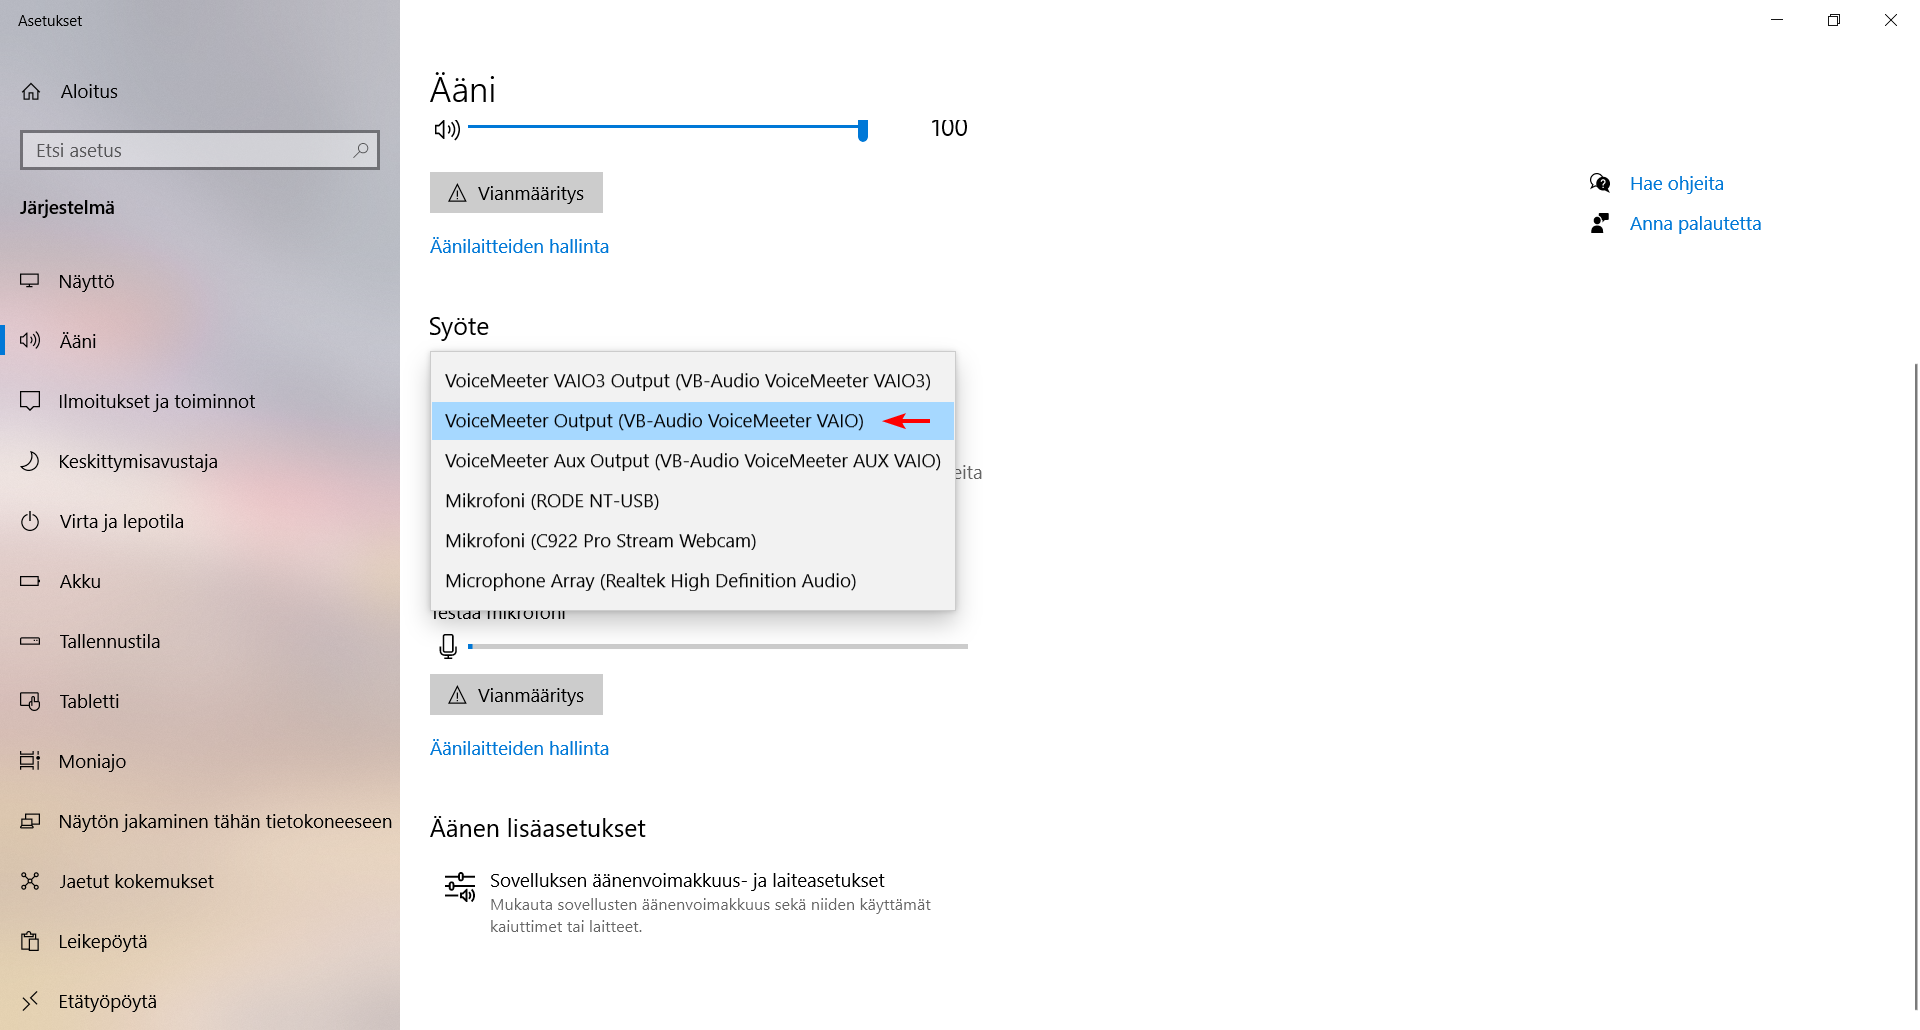 Asetukset
Aloitus
Etsi asetus
Järjestelmä
Näyttö
Ääni
Ilmoitukset ja toiminnot
Keskittymisavustaja
Virta ja lepotila
Akku
Tallennustila
Tabletti
Moniajo
Näytön jakaminen tähän tietokoneeseen
Jaetut kokemukset
Leikepöytä
Etätyöpöytä
Ääni
100
Vianmääritys
Äänilaitteiden hallinta
Syöte
VoiceMeeter VAIO3 Output (VB-Audio VoiceMeeter VAIO3)
VoiceMeeter Output (VB-Audio VoiceMeeter VAIO)
VoiceMeeter Aux Output (VB-Audio VoiceMeeter AUX VAIO)
Mikrofoni (RODE NT-USB)
Mikrofoni (C922 Pro Stream Webcam)
Microphone Array (Realtek High Definition Audio)
Testaa mikrofoni
Vianmääritys
Äänilaitteiden hallinta
Äänen lisäasetukset
Sovelluksen äänenvoimakkuus- ja laiteasetukset
Mukauta sovellusten äänenvoimakkuus sekä niiden käyttämät
kaiuttimet tai laitteet.
Hae ohjeita
Anna palautetta